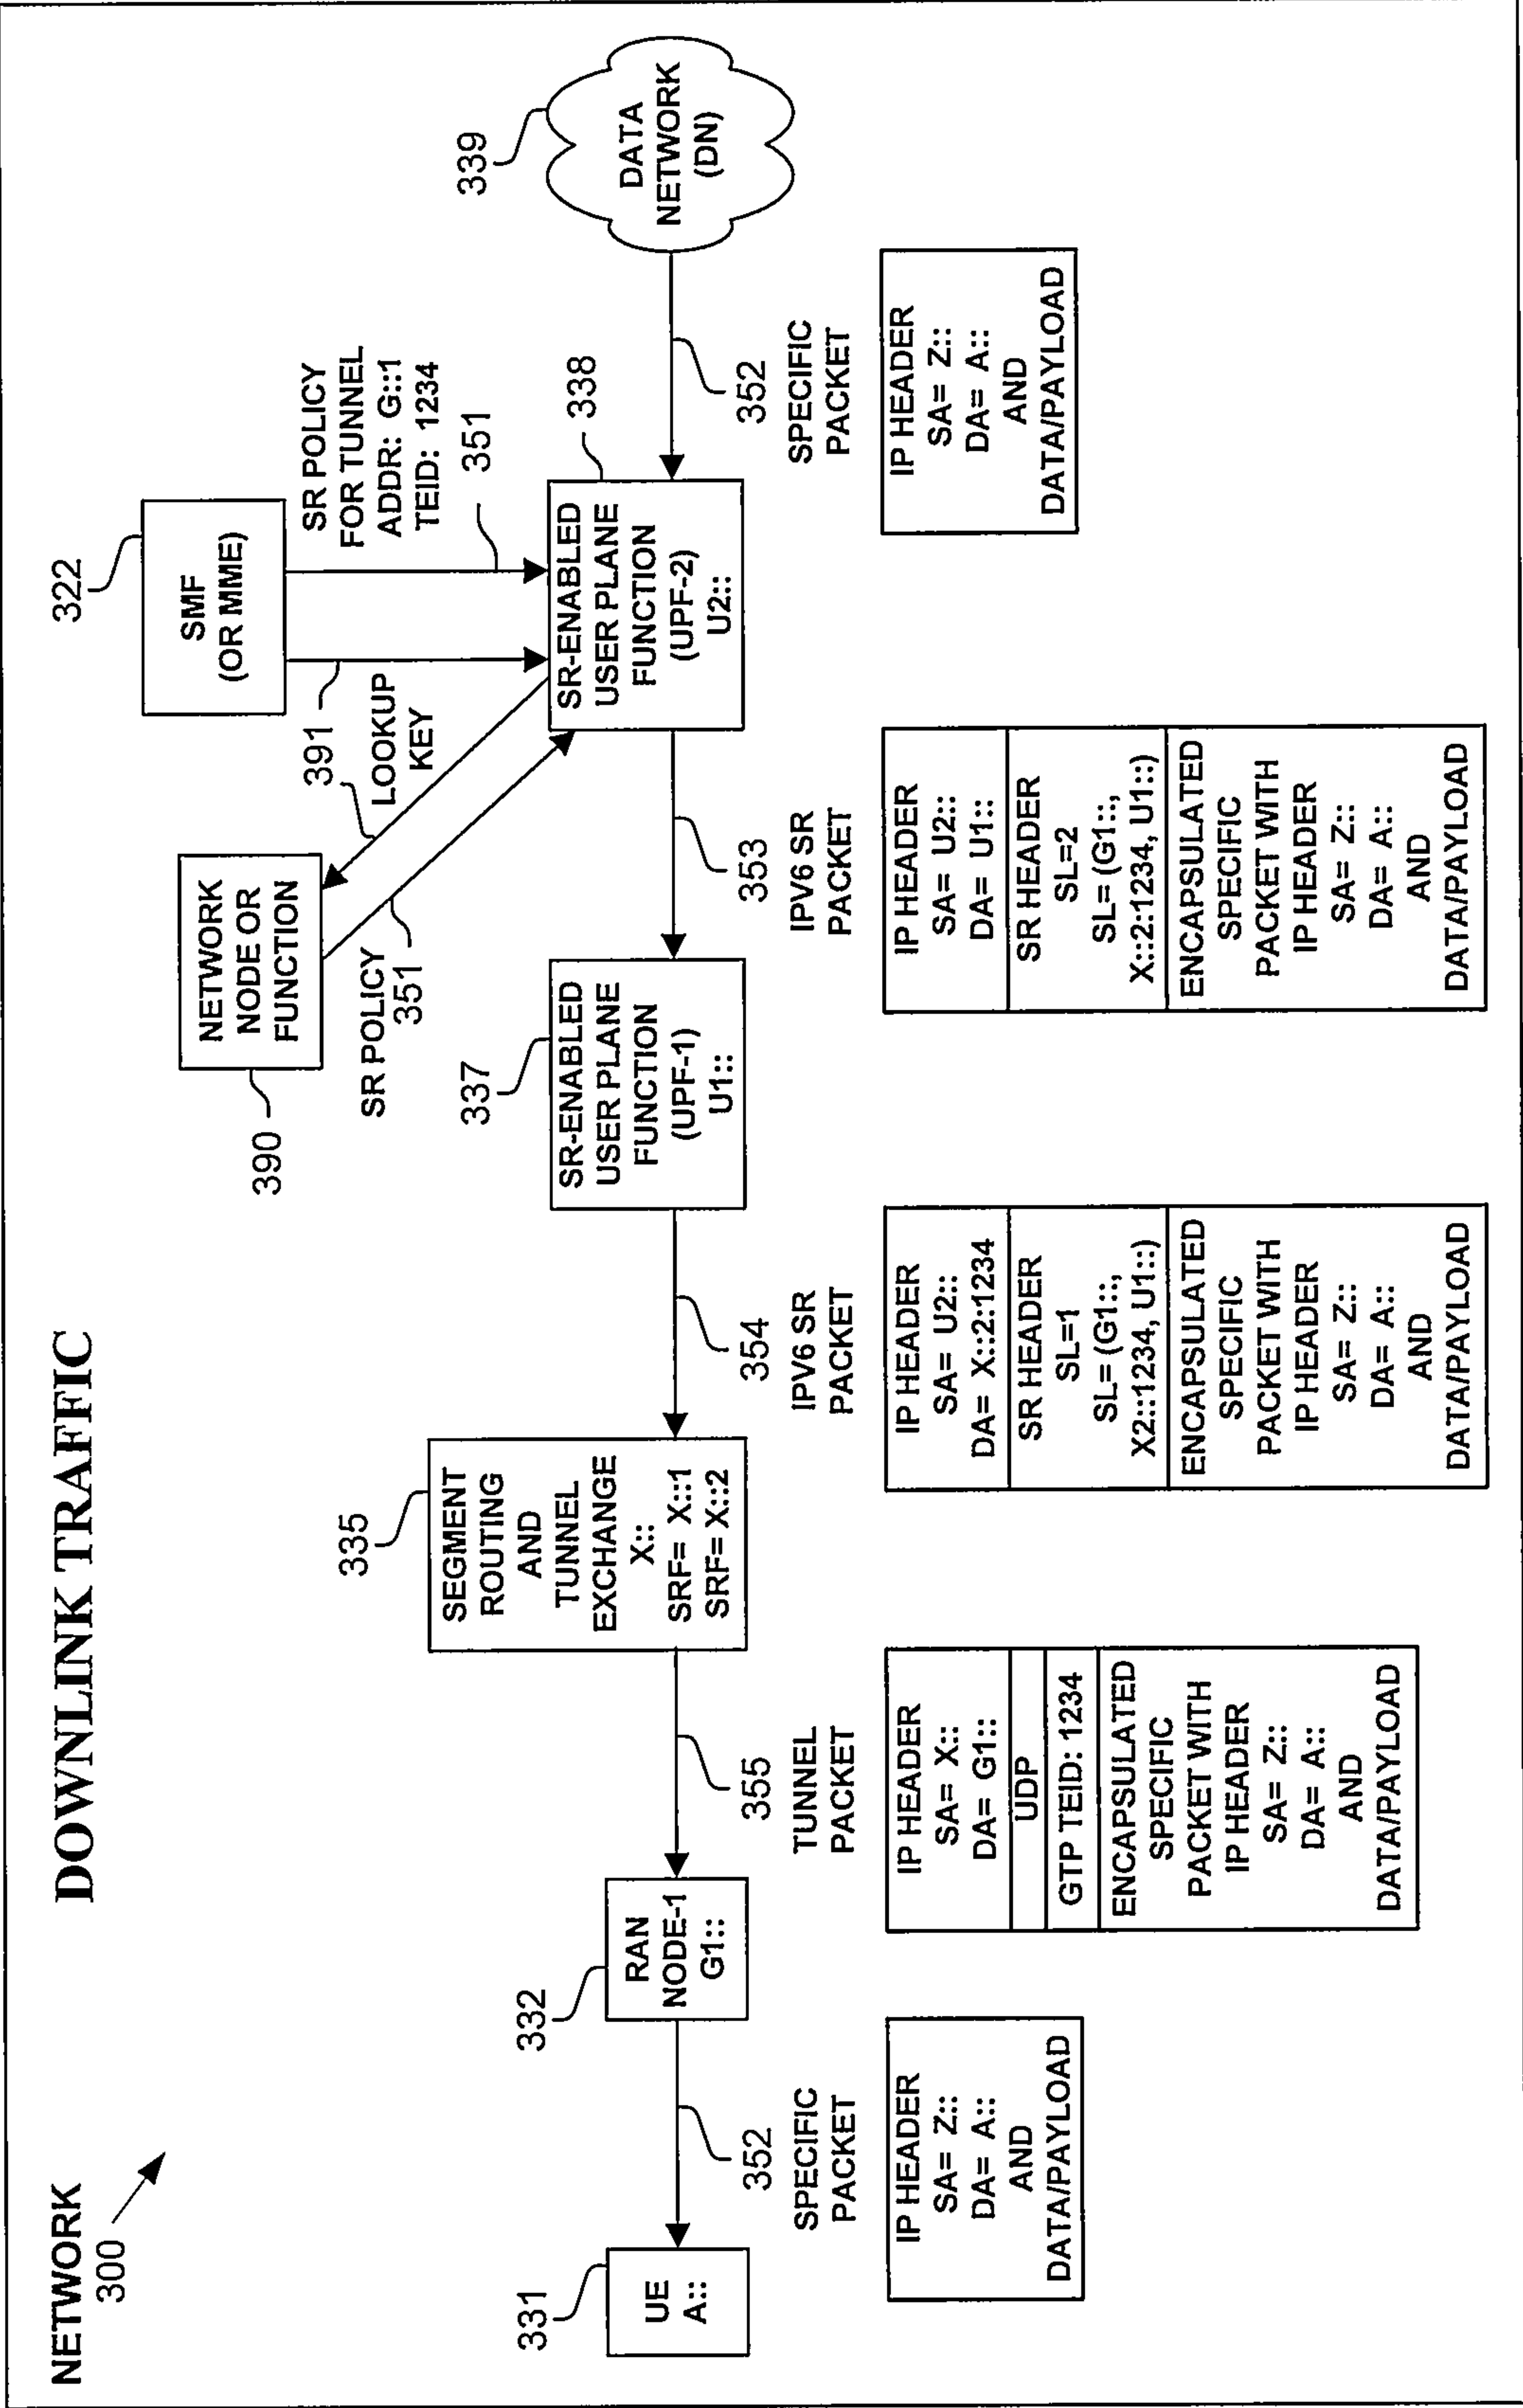 DOWNLINK TRAFFIC
NETWORK
300
322
SMF
(OR MME)
SR POLICY
FOR TUNNEL
ADDR: G::1
TEID: 1234
351
391
LOOKUP
KEY
390
NETWORK
NODE OR
FUNCTION
SR POLICY
351
331
UE
A::
352
SPECIFIC
PACKET
332
RAN
NODE-1
G1::
355
TUNNEL
PACKET
335
SEGMENT
ROUTING
AND
TUNNEL
EXCHANGE
X::
SRF= X::1
SRF= X::2
354
IPV6 SR
PACKET
337
SR-ENABLED
USER PLANE
FUNCTION
(UPF-1)
U1::
353
IPV6 SR
PACKET
338
SR-ENABLED
USER PLANE
FUNCTION
(UPF-2)
U2::
352
SPECIFIC
PACKET
339
DATA
NETWORK
(DN)
IP HEADER
SA= Z::
DA= A::
AND
DATA/PAYLOAD
IP HEADER
SA= X::
DA= G1::
UDP
GTP TEID: 1234
ENCAPSULATED
SPECIFIC
PACKET WITH
IP HEADER
SA= Z::
DA= A::
AND
DATA/PAYLOAD
IP HEADER
SA= U2::
DA= X::2:1234
SR HEADER
SL=1
SL= (G1::,
X2::1234, U1::)
ENCAPSULATED
SPECIFIC
PACKET WITH
IP HEADER
SA= Z::
DA= A::
AND
DATA/PAYLOAD
IP HEADER
SA= U2::
DA= U1::
SR HEADER
SL=2
SL= (G1::,
X::2:1234, U1::)
ENCAPSULATED
SPECIFIC
PACKET WITH
IP HEADER
SA= Z::
DA= A::
AND
DATA/PAYLOAD
IP HEADER
SA= Z::
DA= A::
AND
DATA/PAYLOAD